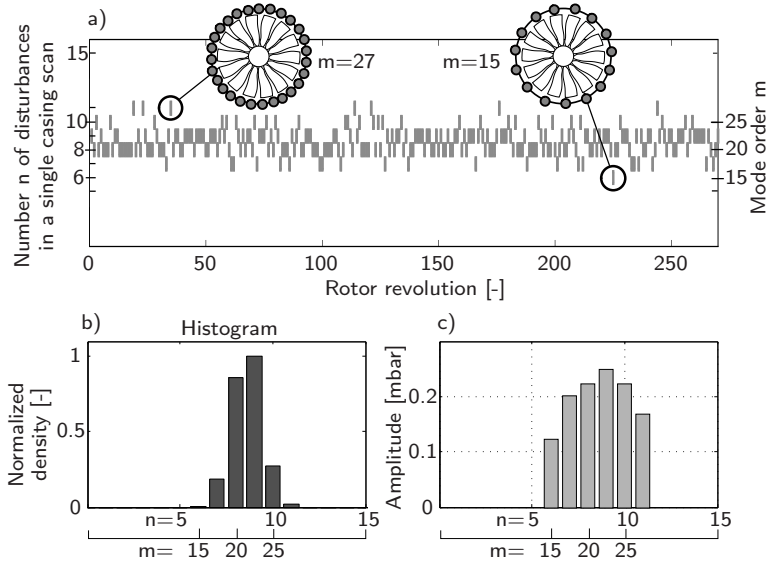 a)
m=27
m=15
Number n of disturbances
in a single casing scan
15
10
8
6
Mode order m
25
20
15
0
50
100
150
200
250
Rotor revolution [-]
b)
Histogram
Normalized
density [-]
1
0.5
0
n=5
10
15
m=
15
20
25
c)
Amplitude [mbar]
0.2
0.1
0
n=
5
10
15
m=
15
20
25